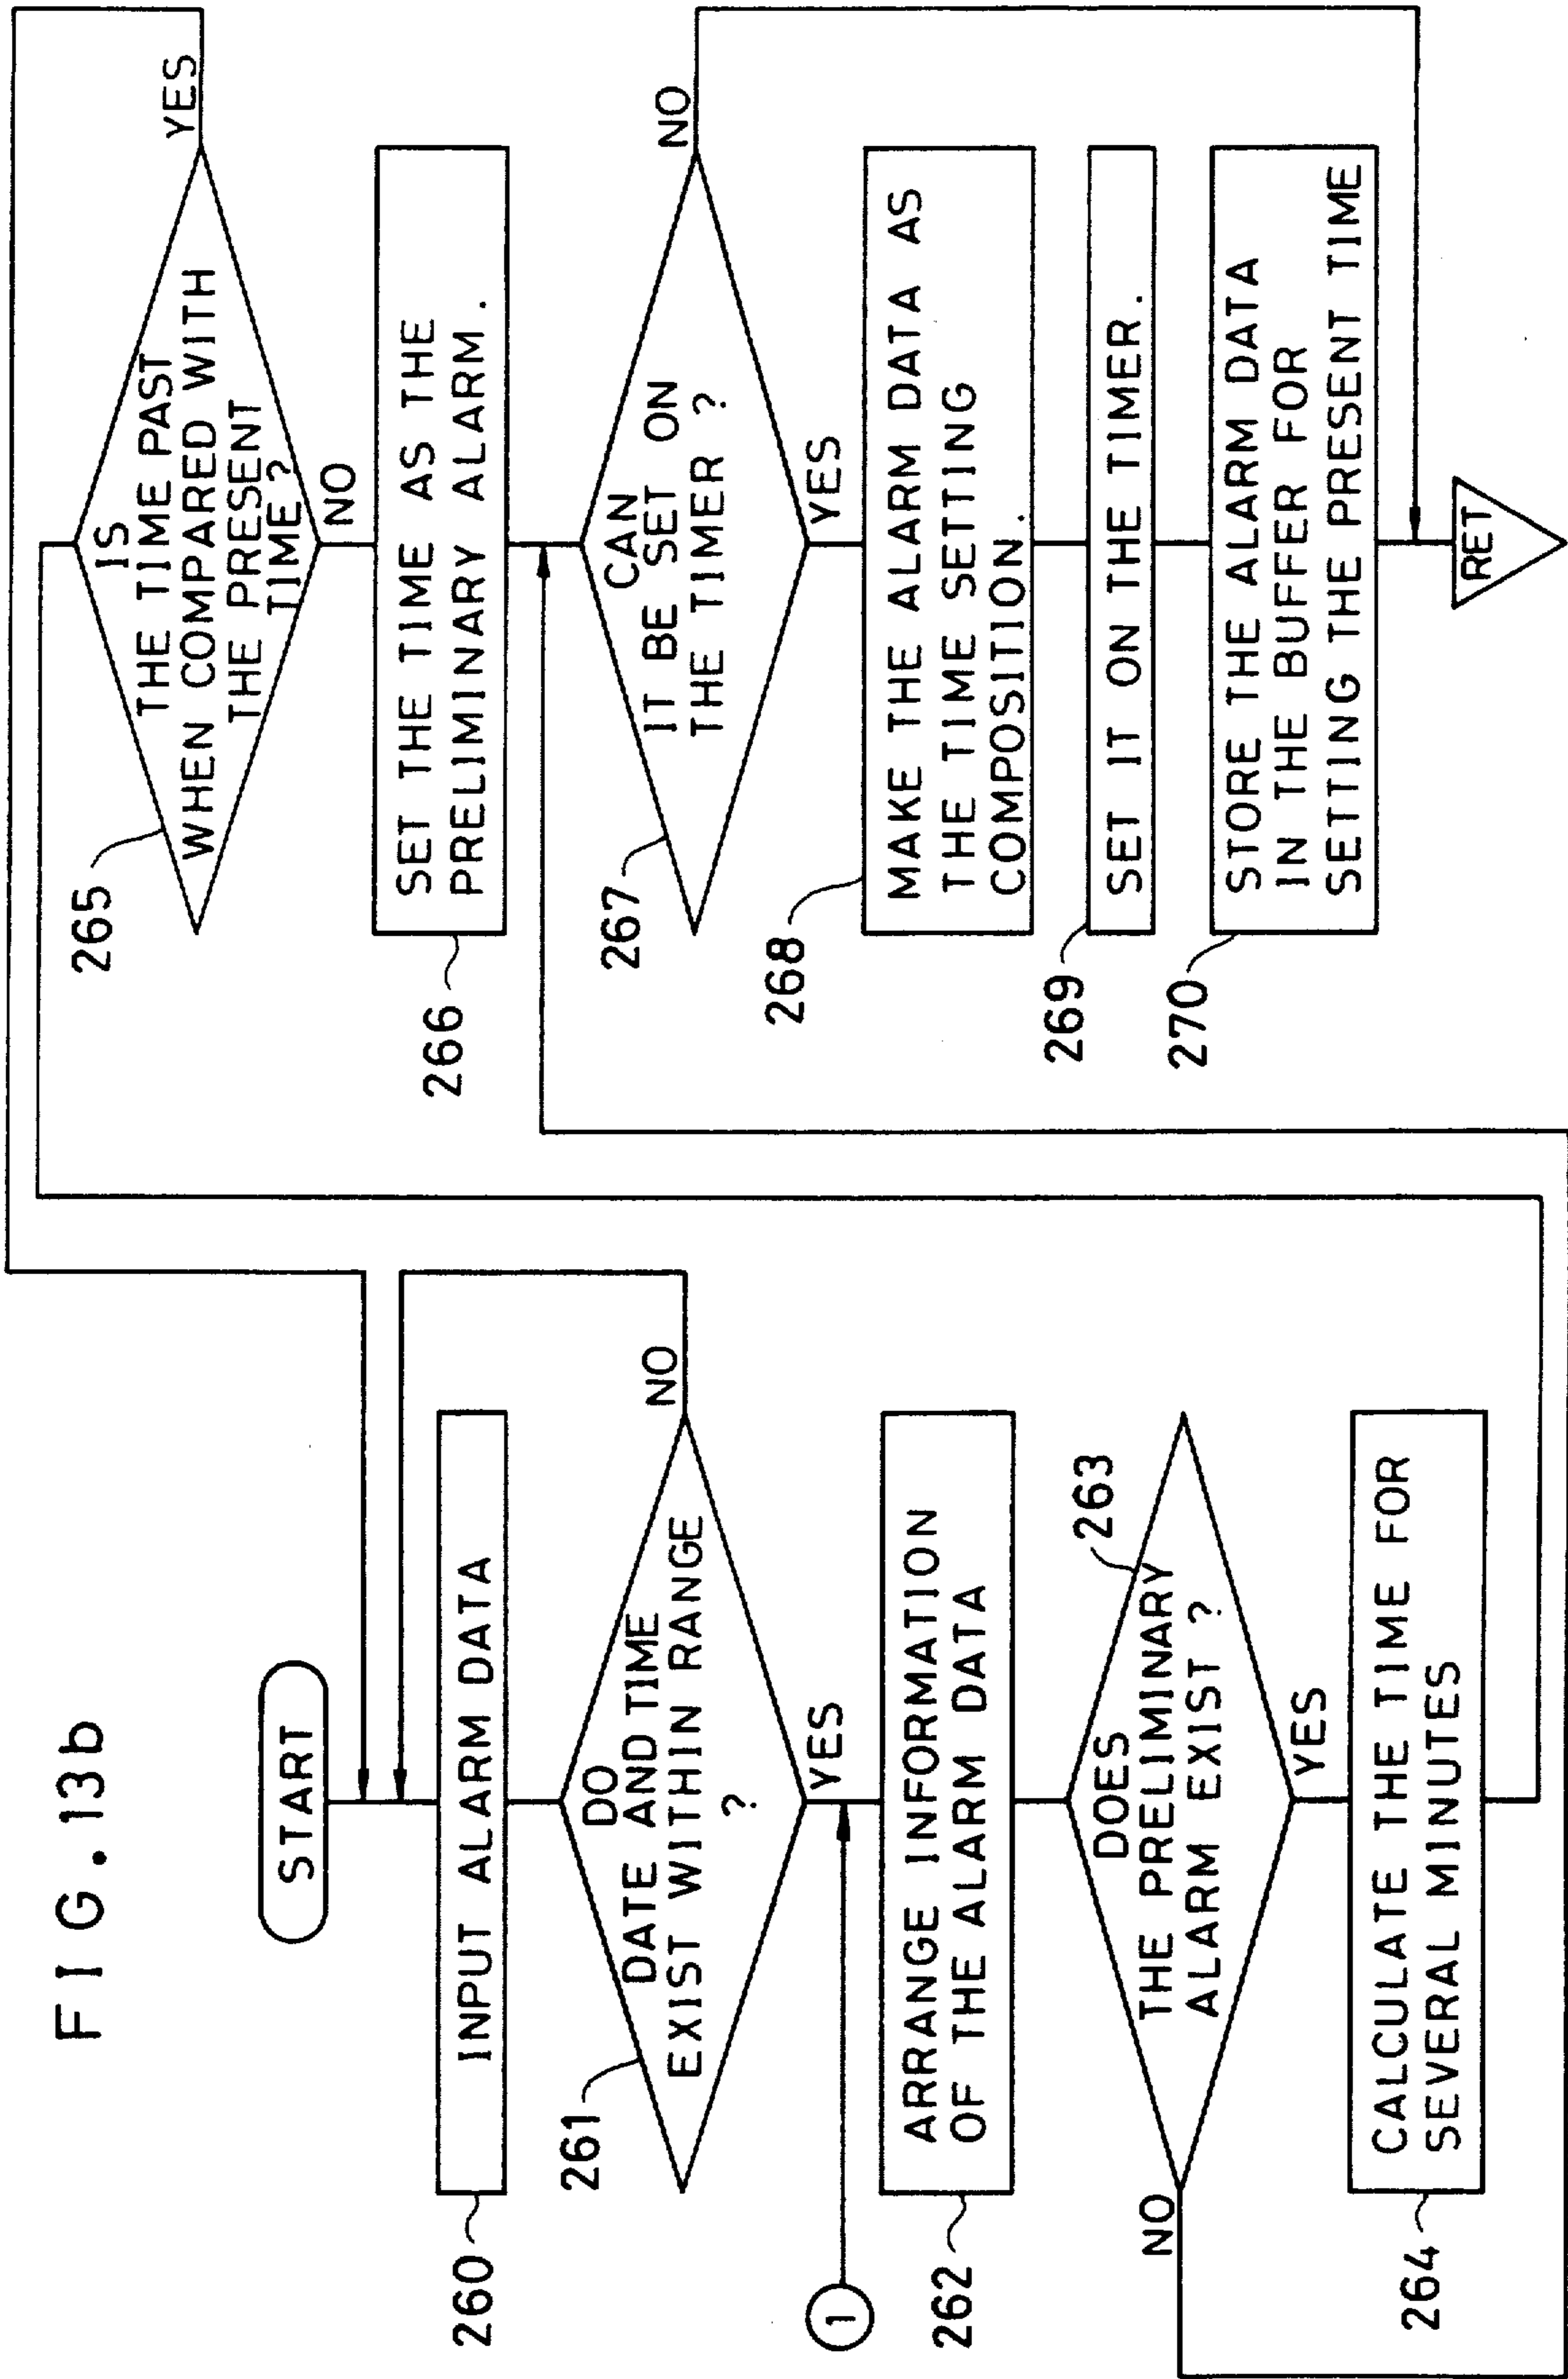 FIG.13b
START
260
INPUT ALARM DATA
261
DO
DATE AND TIME
EXIST WITHIN RANGE
?
NO
YES
1
262
ARRANGE INFORMATION
OF THE ALARM DATA
263
DOES
THE PRELIMINARY
ALARM EXIST ?
NO
YES
264
CALCULATE THE TIME FOR
SEVERAL MINUTES
265
IS
THE TIME PAST
WHEN COMPARED WITH
THE PRESENT
TIME ?
YES
NO
266
SET THE TIME AS THE
PRELIMINARY ALARM.
267
CAN
IT BE SET ON
THE TIMER ?
NO
YES
268
MAKE THE ALARM DATA AS
THE TIME SETTING
COMPOSITION.
269
SET IT ON THE TIMER.
270
STORE THE ALARM DATA
IN THE BUFFER FOR
SETTING THE PRESENT TIME
RET